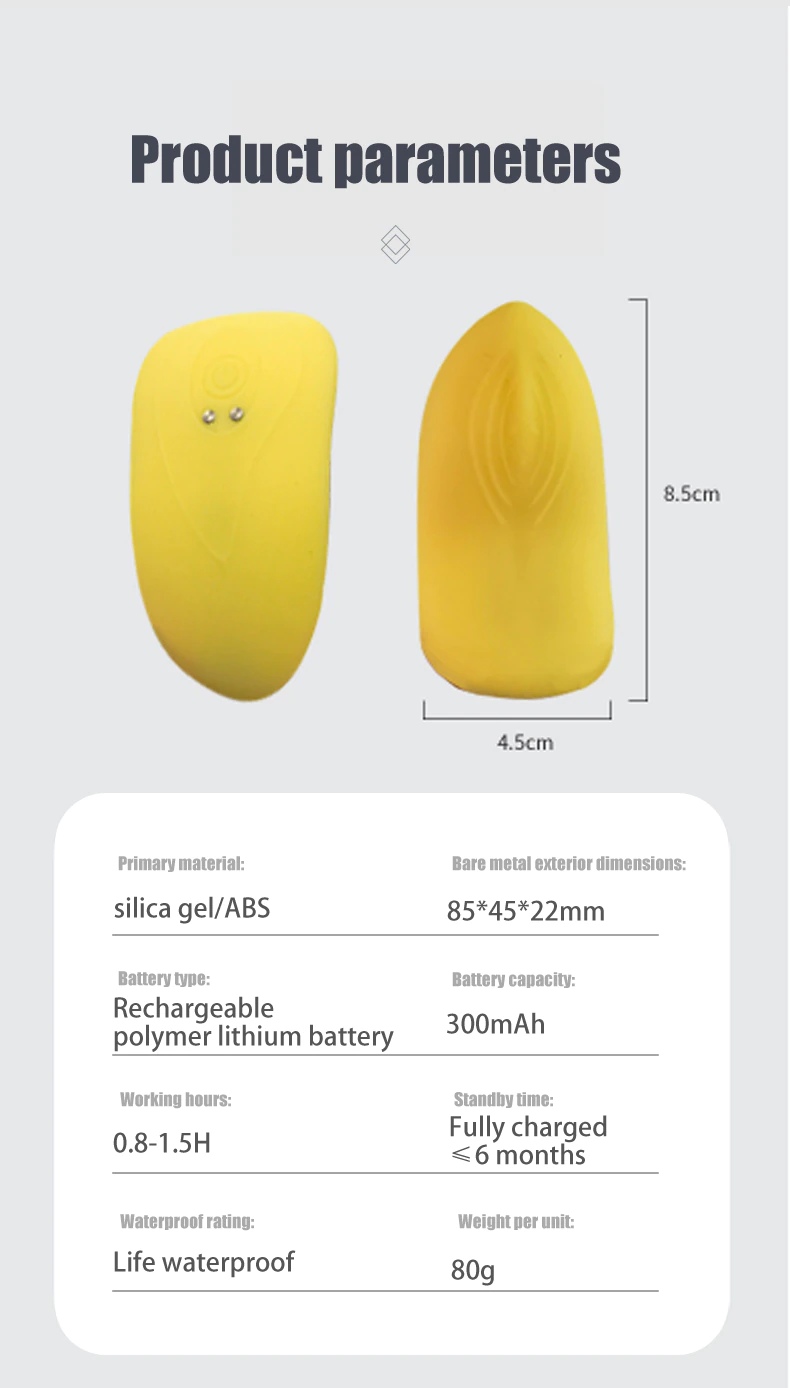 Product parameters
8.5cm
4.5cm
Primary material:
Bare metal exterior dimensions:
silica gel/ABS
85*45*22mm
Battery type:
Battery capacity:
Rechargeable
polymer lithium battery
300mAh
Working hours:
Standby time:
0.8-1.5H
Fully charged
⩽6 months
Waterproof rating:
Weight per unit:
Life waterproof
80g